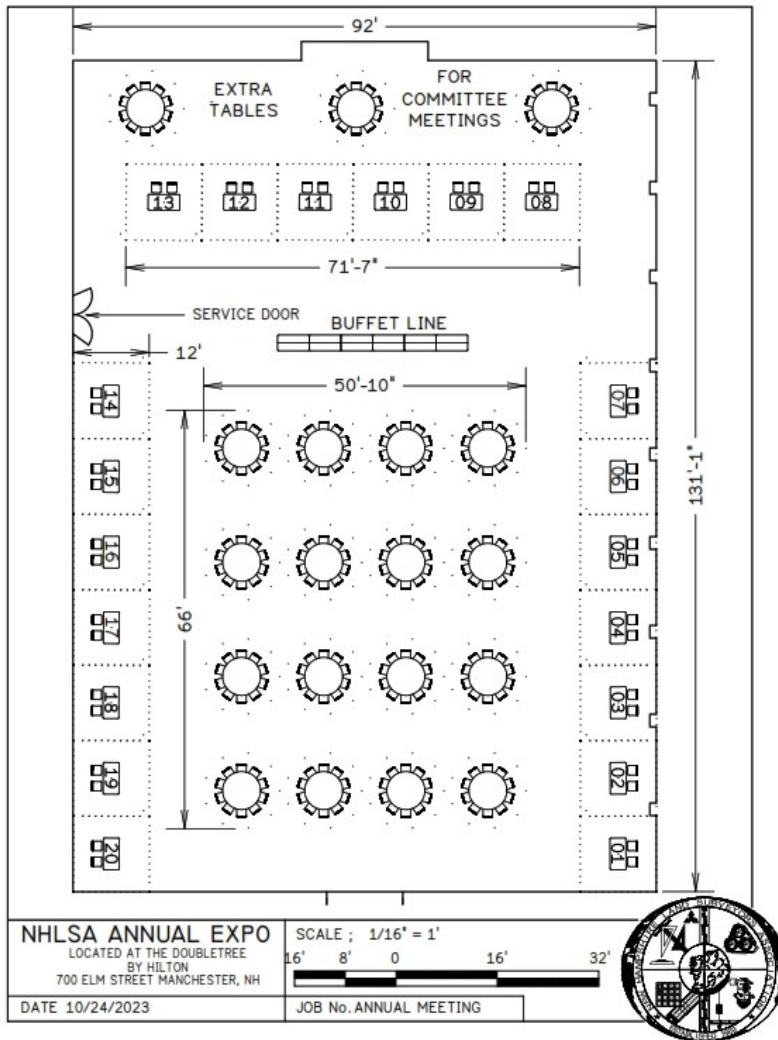 92'
EXTRA
TABLES
FOR
COMMITTEE
MEETINGS
13
12
11
10
09
08
71'-7"
SERVICE DOOR
BUFFET LINE
12'
50'-10"
14
15
16
17
18
19
20
07
06
05
04
03
02
01
66'
131'-1"
NHLSA ANNUAL EXPO
LOCATED AT THE DOUBLETREE
BY HILTON
700 ELM STREET MANCHESTER, NH
DATE 10/24/2023
SCALE ; 1/16" = 1'
16' 8' 0 16' 32'
JOB No. ANNUAL MEETING
LAND SURVEYORS